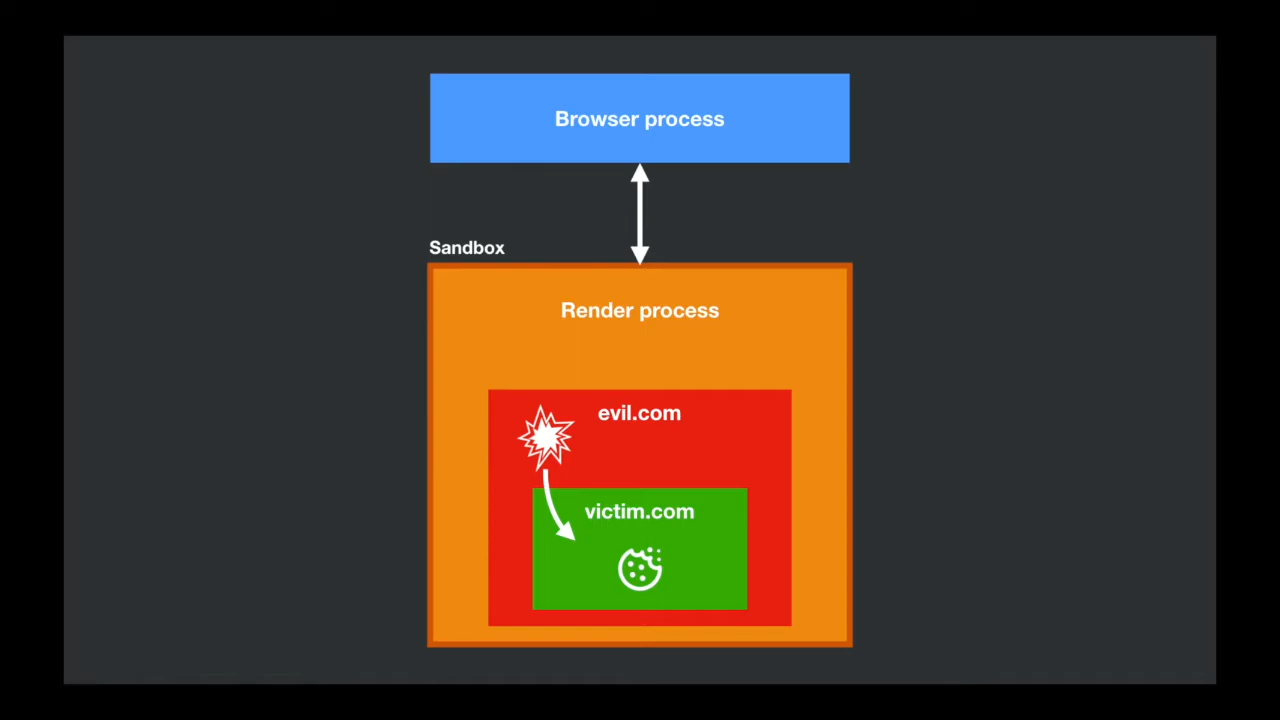 Browser process
Sandbox
Render process
evil.com
victim.com